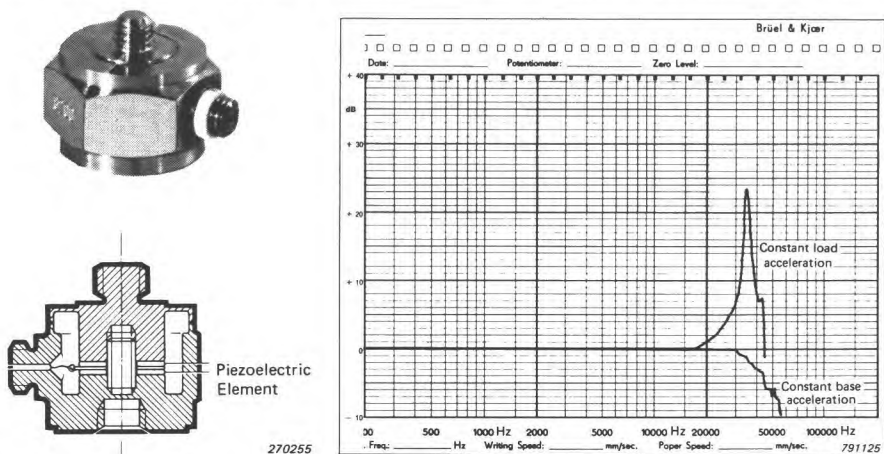 Brüel & Kjær
Date: Potentiometer: Zero Level:
+ 40
dB
+ 30
+ 20
Constant load
acceleration
+ 10
0
Constant base
acceleration
- 10
500 1000 Hz 2000 5000 10000 Hz 20000 50000 100000 Hz
Freq.: Hz Writing Speed: mm/sec. Paper Speed: mm/sec. 791125
Piezoelectric
Element
270255